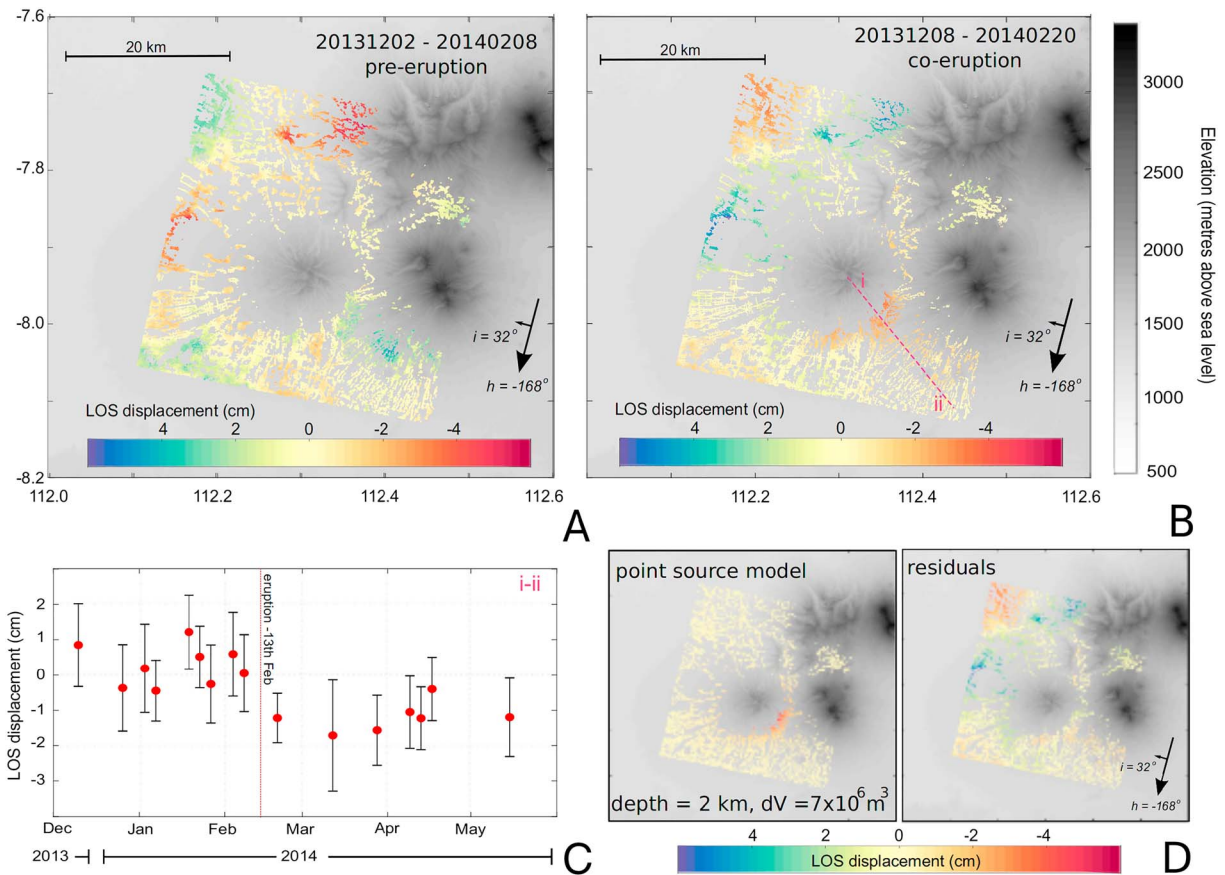 -7.6
-7.8
-8.0
-8.2
112.0
112.2
112.4
112.6
20 km
20131202 - 20140208
pre-eruption
i = 32°
h = -168°
LOS displacement (cm)
4 2 0 -2 -4
A
20 km
20131208 - 20140220
co-eruption
i
ii
i = 32°
h = -168°
LOS displacement (cm)
4 2 0 -2 -4
112.2
112.4
112.6
B
3000
2500
2000
1500
1000
500
Elevation (metres above sea level)
i-ii
eruption -13th Feb
LOS displacement (cm)
2
1
0
-1
-2
-3
Dec Jan Feb Mar Apr May
2013 2014
C
point source model
depth = 2 km, dV =7x10⁶m³
residuals
i = 32°
h = -168°
4 2 0 -2 -4
LOS displacement (cm)
D